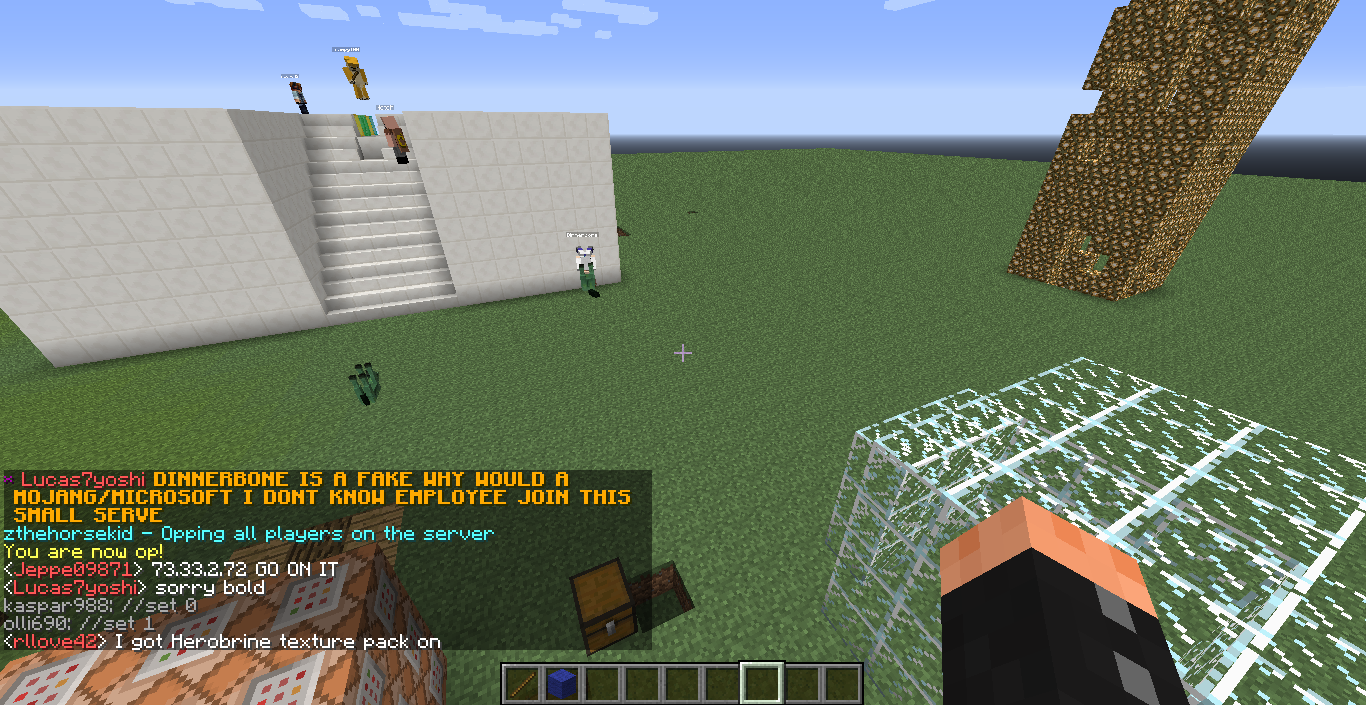 Dinnerbone
* Lucas7yoshi DINNERBONE IS A FAKE WHY WOULD A
MOJANG/MICROSOFT I DONT KNOW EMPLOYEE JOIN THIS
SMALL SERVE
zthehorsekid - Opping all players on the server
You are now op!
<Jeppe09871> 73.33.2.72 GO ON IT
<Lucas7yoshi> sorry bold
kaspar988: //set 0
olli690: //set 1
<rllove42> I got Herobrine texture pack on